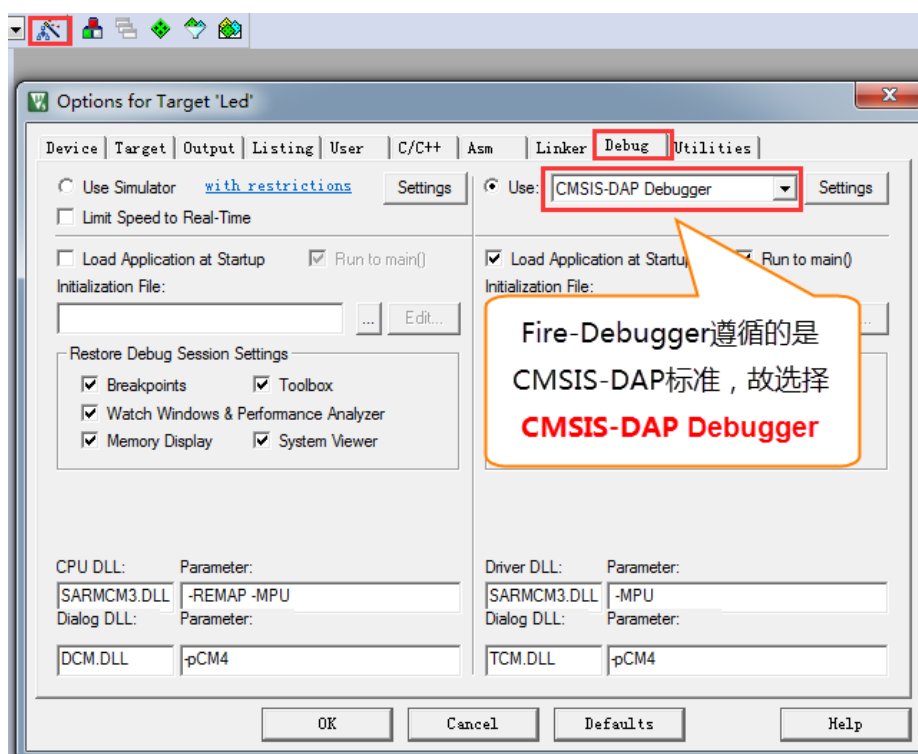 Options for Target 'Led'
Device Target Output Listing User C/C++ Asm Linker Debug Utilities
Use Simulator with restrictions Settings
Limit Speed to Real-Time
Use: CMSIS-DAP Debugger Settings
Load Application at Startup Run to main()
Initialization File:
... Edit...
Load Application at Startu Run to main()
Initialization File:
...
Fire-Debugger遵循的是
CMSIS-DAP标准，故选择
CMSIS-DAP Debugger
Restore Debug Session Settings
Breakpoints Toolbox
Watch Windows & Performance Analyzer
Memory Display System Viewer
CPU DLL: Parameter:
SARMCM3.DLL -REMAP -MPU
Dialog DLL: Parameter:
DCM.DLL -pCM4
Driver DLL: Parameter:
SARMCM3.DLL -MPU
Dialog DLL: Parameter:
TCM.DLL -pCM4
OK Cancel Defaults Help